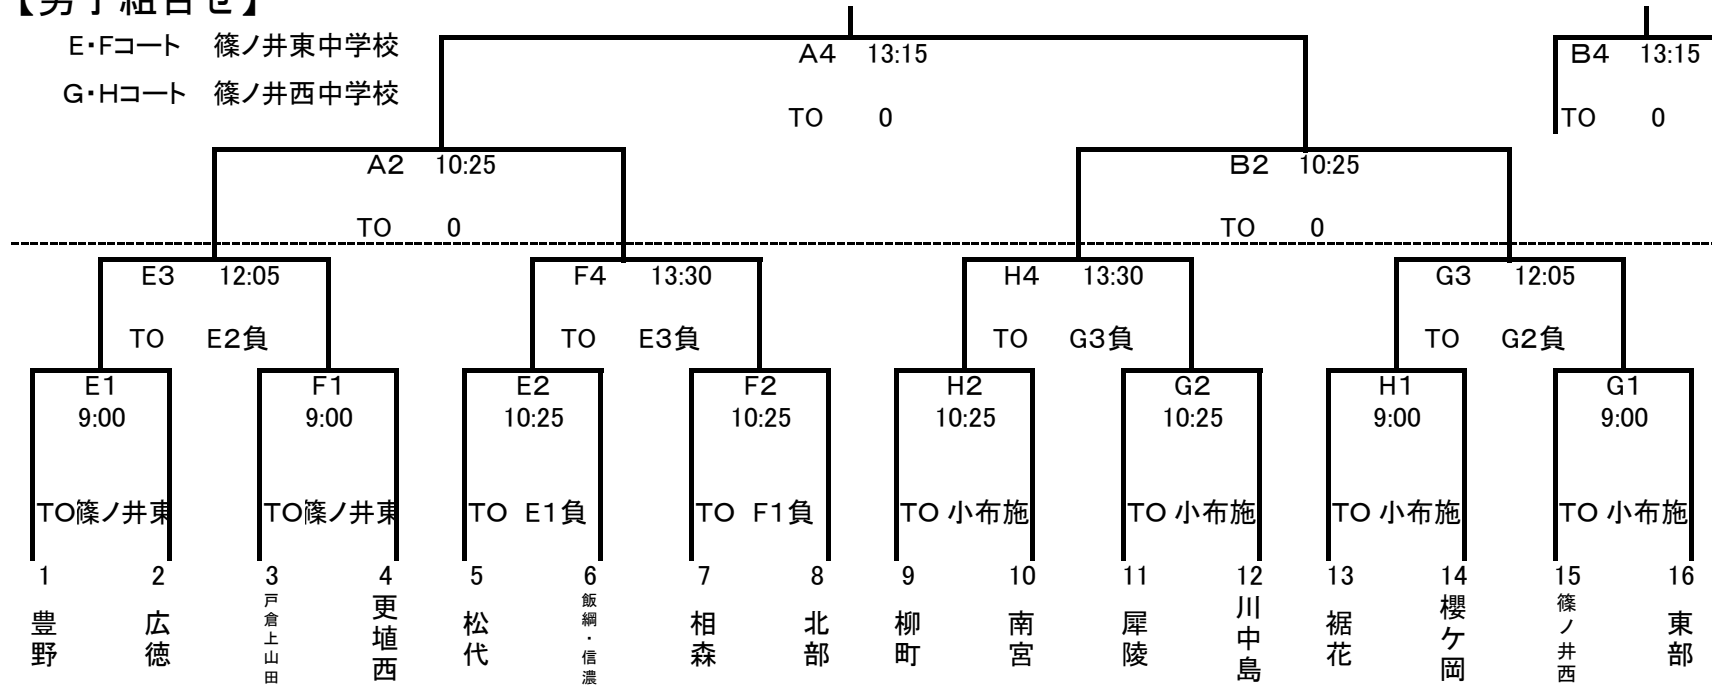 【男子組合せ】
E・Fコート　篠ノ井東中学校
G・Hコート　篠ノ井西中学校
A4　13:15
TO　0
B4　13:15
TO　0
A2　10:25
TO　0
B2　10:25
TO　0
E3　12:05
TO　E2負
F4　13:30
TO　E3負
H4　13:30
TO　G3負
G3　12:05
TO　G2負
E1
9:00
TO篠ノ井東
F1
9:00
TO篠ノ井東
E2
10:25
TO　E1負
F2
10:25
TO　F1負
H2
10:25
TO 小布施
G2
10:25
TO 小布施
H1
9:00
TO 小布施
G1
9:00
TO 小布施
1
豊野
2
広徳
3
戸倉上山田
4
更埴西
5
松代
6
飯綱・信濃
7
相森
8
北部
9
柳町
10
南宮
11
犀陵
12
川中島
13
裾花
14
櫻ケ岡
15
篠ノ井西
16
東部